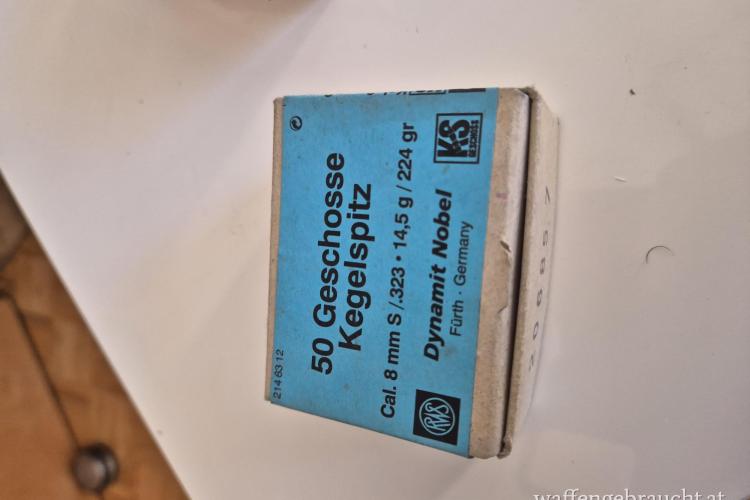 214 63 12
50 Geschosse
Kegelspitz
Cal. 8 mm S /.323 • 14,5 g / 224 gr
Dynamit Nobel
Fürth · Germany
RWS
K&S
GESCHOSS
waffengebraucht.at